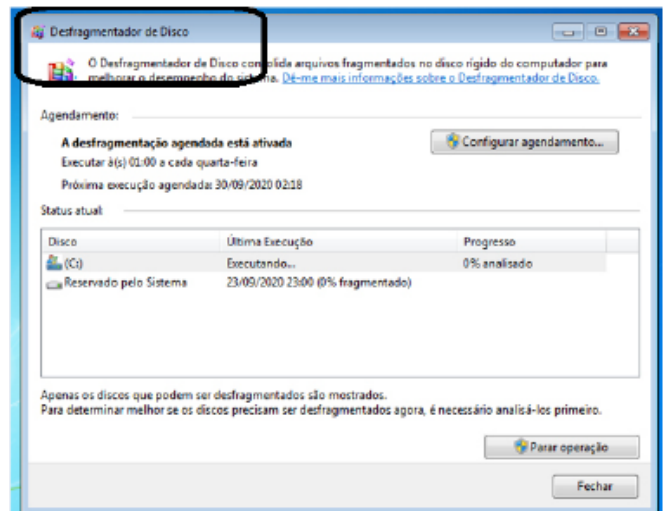 Desfragmentador de Disco
O Desfragmentador de Disco consolida arquivos fragmentados no disco rígido do computador para
melhorar o desempenho do sistema. Dê-me mais informações sobre o Desfragmentador de Disco.
Agendamento:
A desfragmentação agendada está ativada
Configurar agendamento...
Executar à(s) 01:00 a cada quarta-feira
Próxima execução agendada: 30/09/2020 02:18
Status atual:
Disco Última Execução Progresso
(C:) Executando... 0% analisado
Reservado pelo Sistema 23/09/2020 23:00 (0% fragmentado)
Apenas os discos que podem ser desfragmentados são mostrados.
Para determinar melhor se os discos precisam ser desfragmentados agora, é necessário analisá-los primeiro.
Parar operação
Fechar